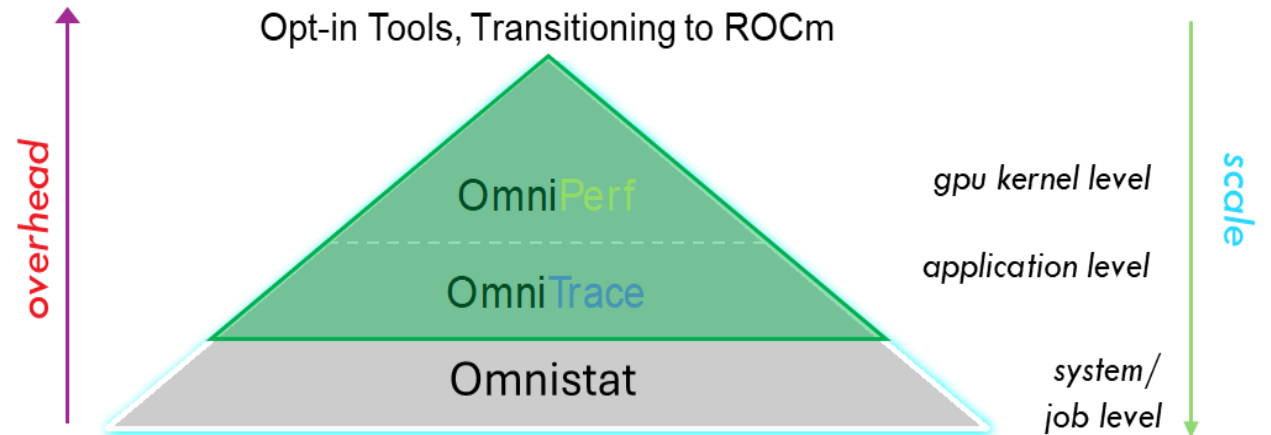 Opt-in Tools, Transitioning to ROCm
overhead
scale
OmniPerf
gpu kernel level
OmniTrace
application level
Omnistat
system/
job level